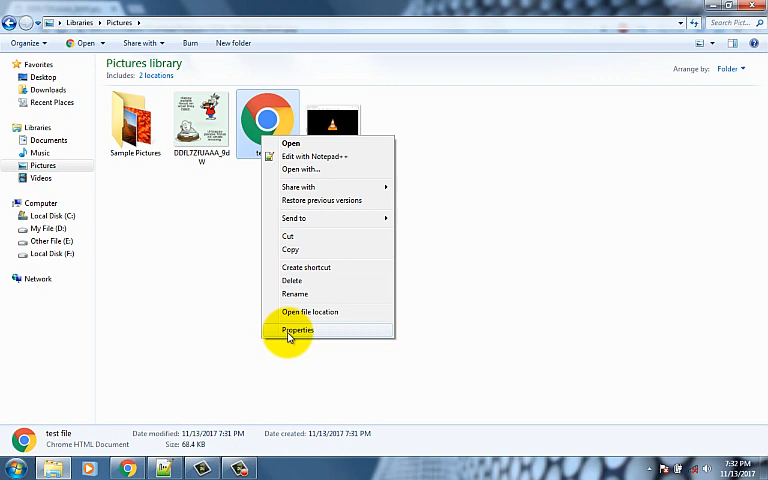 Libraries
Pictures
Search Pic...
Organize
Open
Share with
Burn
New folder
Favorites
Desktop
Downloads
Recent Places
Libraries
Documents
Music
Pictures
Videos
Computer
Local Disk (C:)
My File (D:)
Other File (E:)
Local Disk (F:)
Network
Pictures library
Includes: 2 locations
Arrange by: Folder
Sample Pictures
DDfL7ZfUAAA_9d
W
te
Open
Edit with Notepad++
Open with...
Share with
Restore previous versions
Send to
Cut
Copy
Create shortcut
Delete
Rename
Open file location
Properties
test file
Date modified: 11/13/2017 7:31 PM
Date created: 11/13/2017 7:31 PM
Chrome HTML Document
Size: 68.4 KB
7:32 PM
11/13/2017